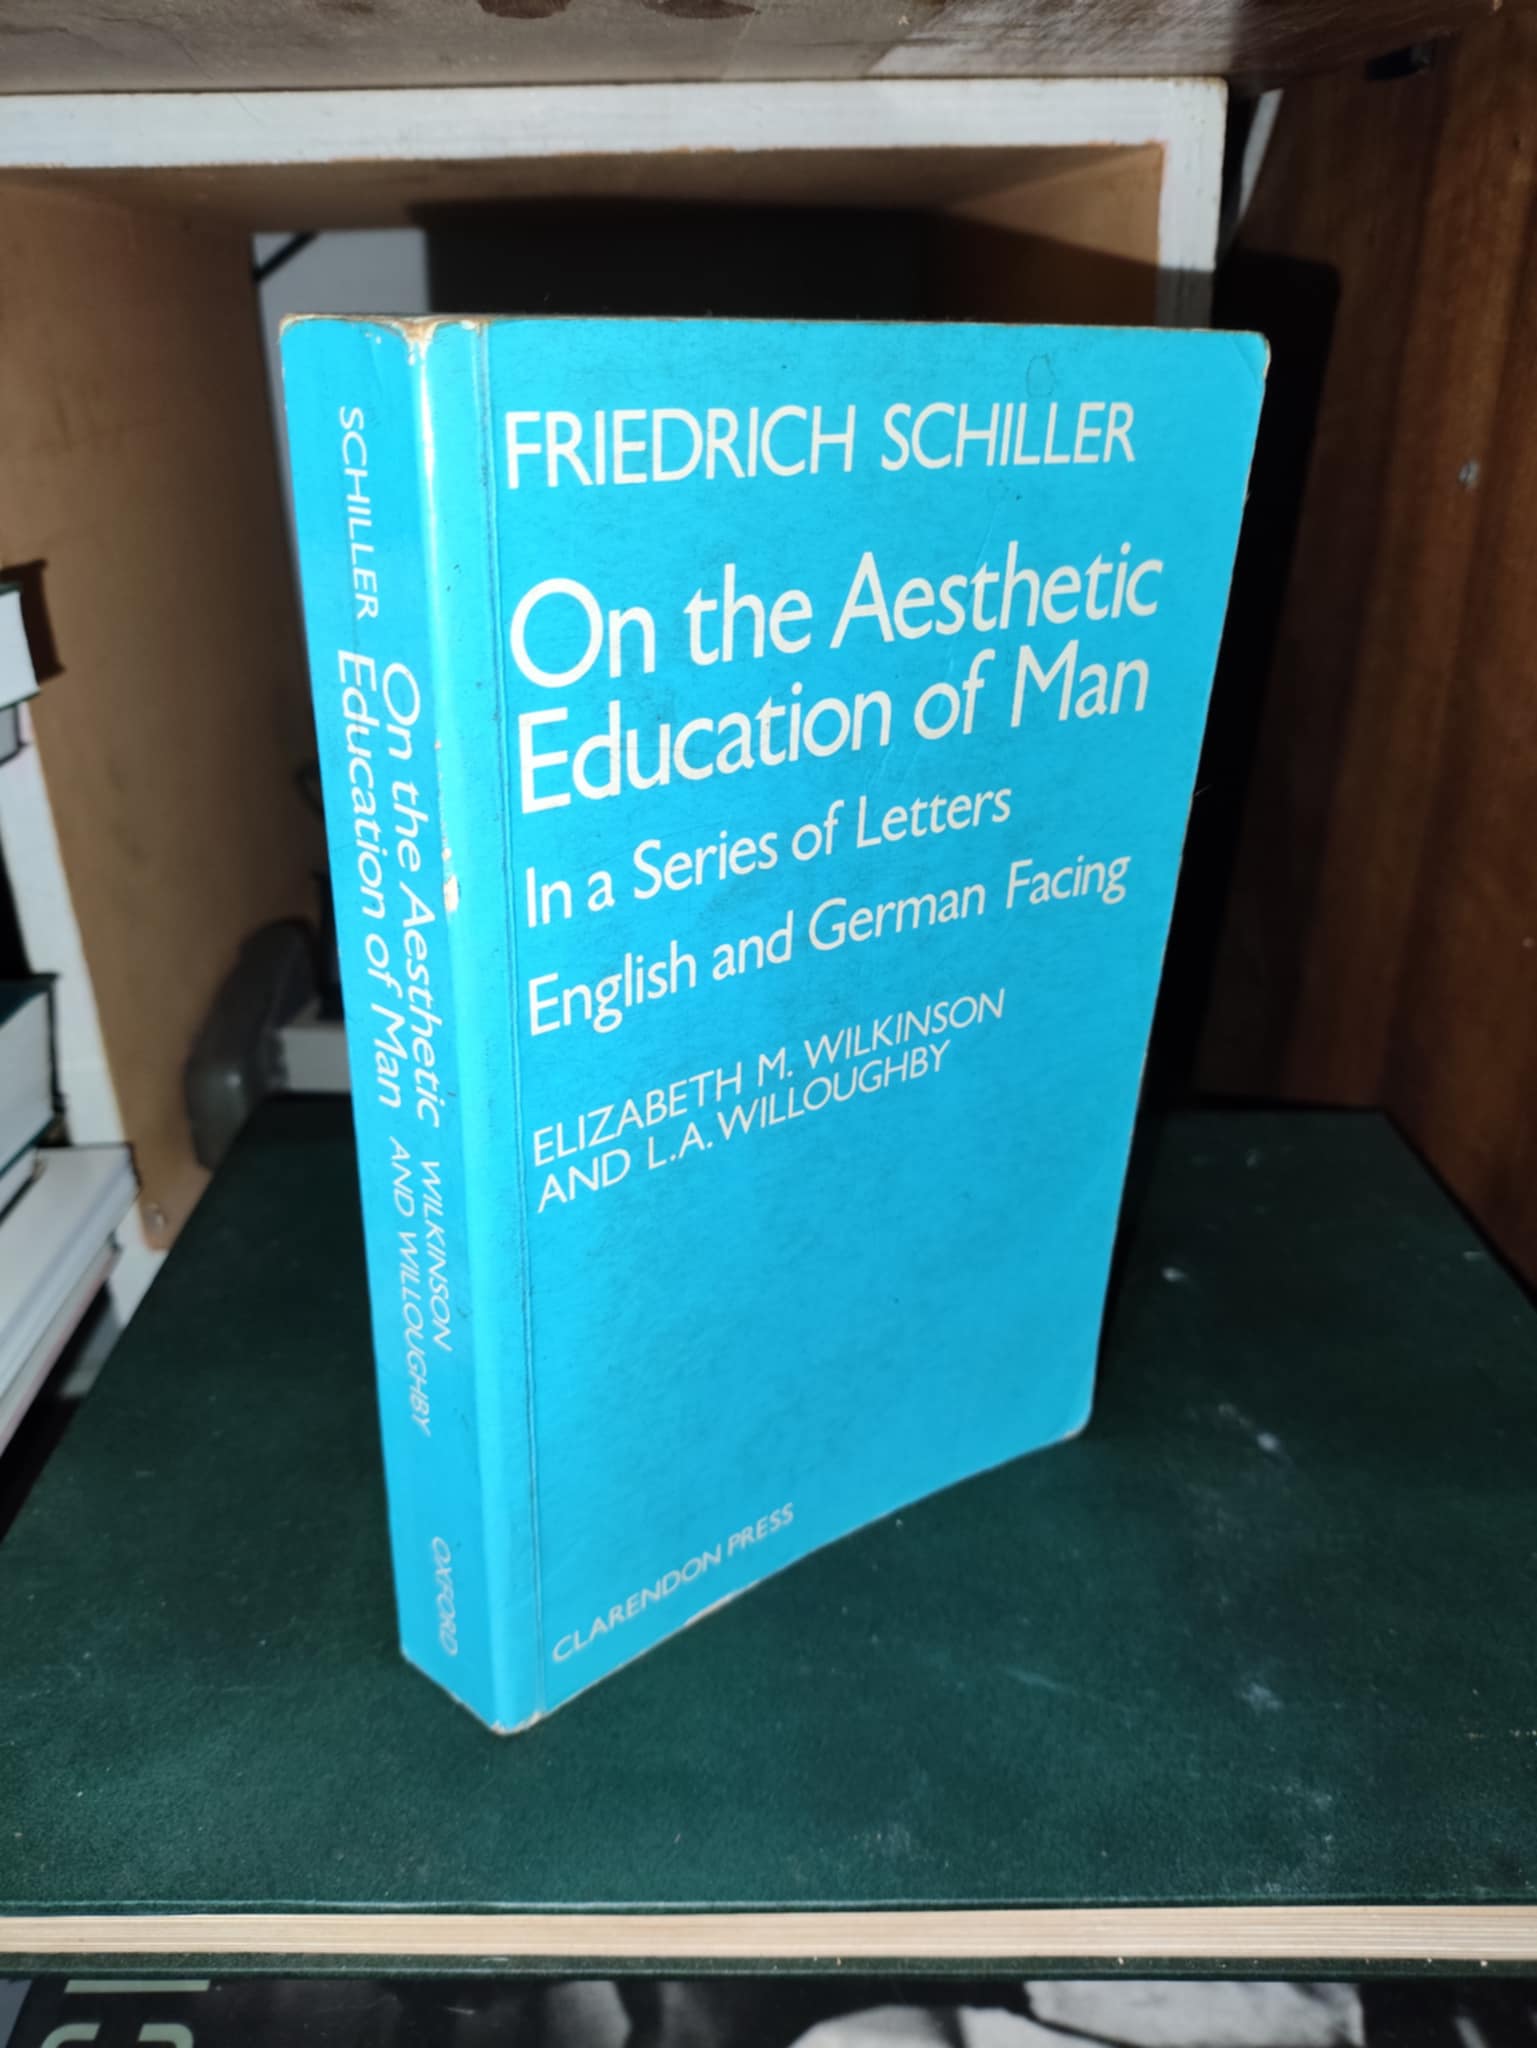 FRIEDRICH SCHILLER
On the Aesthetic
Education of Man
In a Series of Letters
English and German Facing
ELIZABETH M. WILKINSON
AND L.A. WILLOUGHBY
CLARENDON PRESS
SCHILLER
On the Aesthetic
Education of Man
WILKINSON
AND WILLOUGHBY
OXFORD